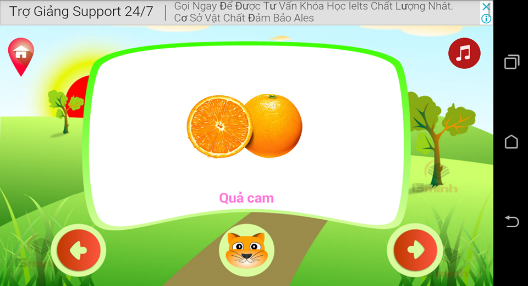 Trợ Giảng Support 24/7
Gọi Ngay Để Được Tư Vấn Khóa Học Ielts Chất Lượng Nhất.
Cơ Sở Vật Chất Đảm Bảo Ales
Quả cam